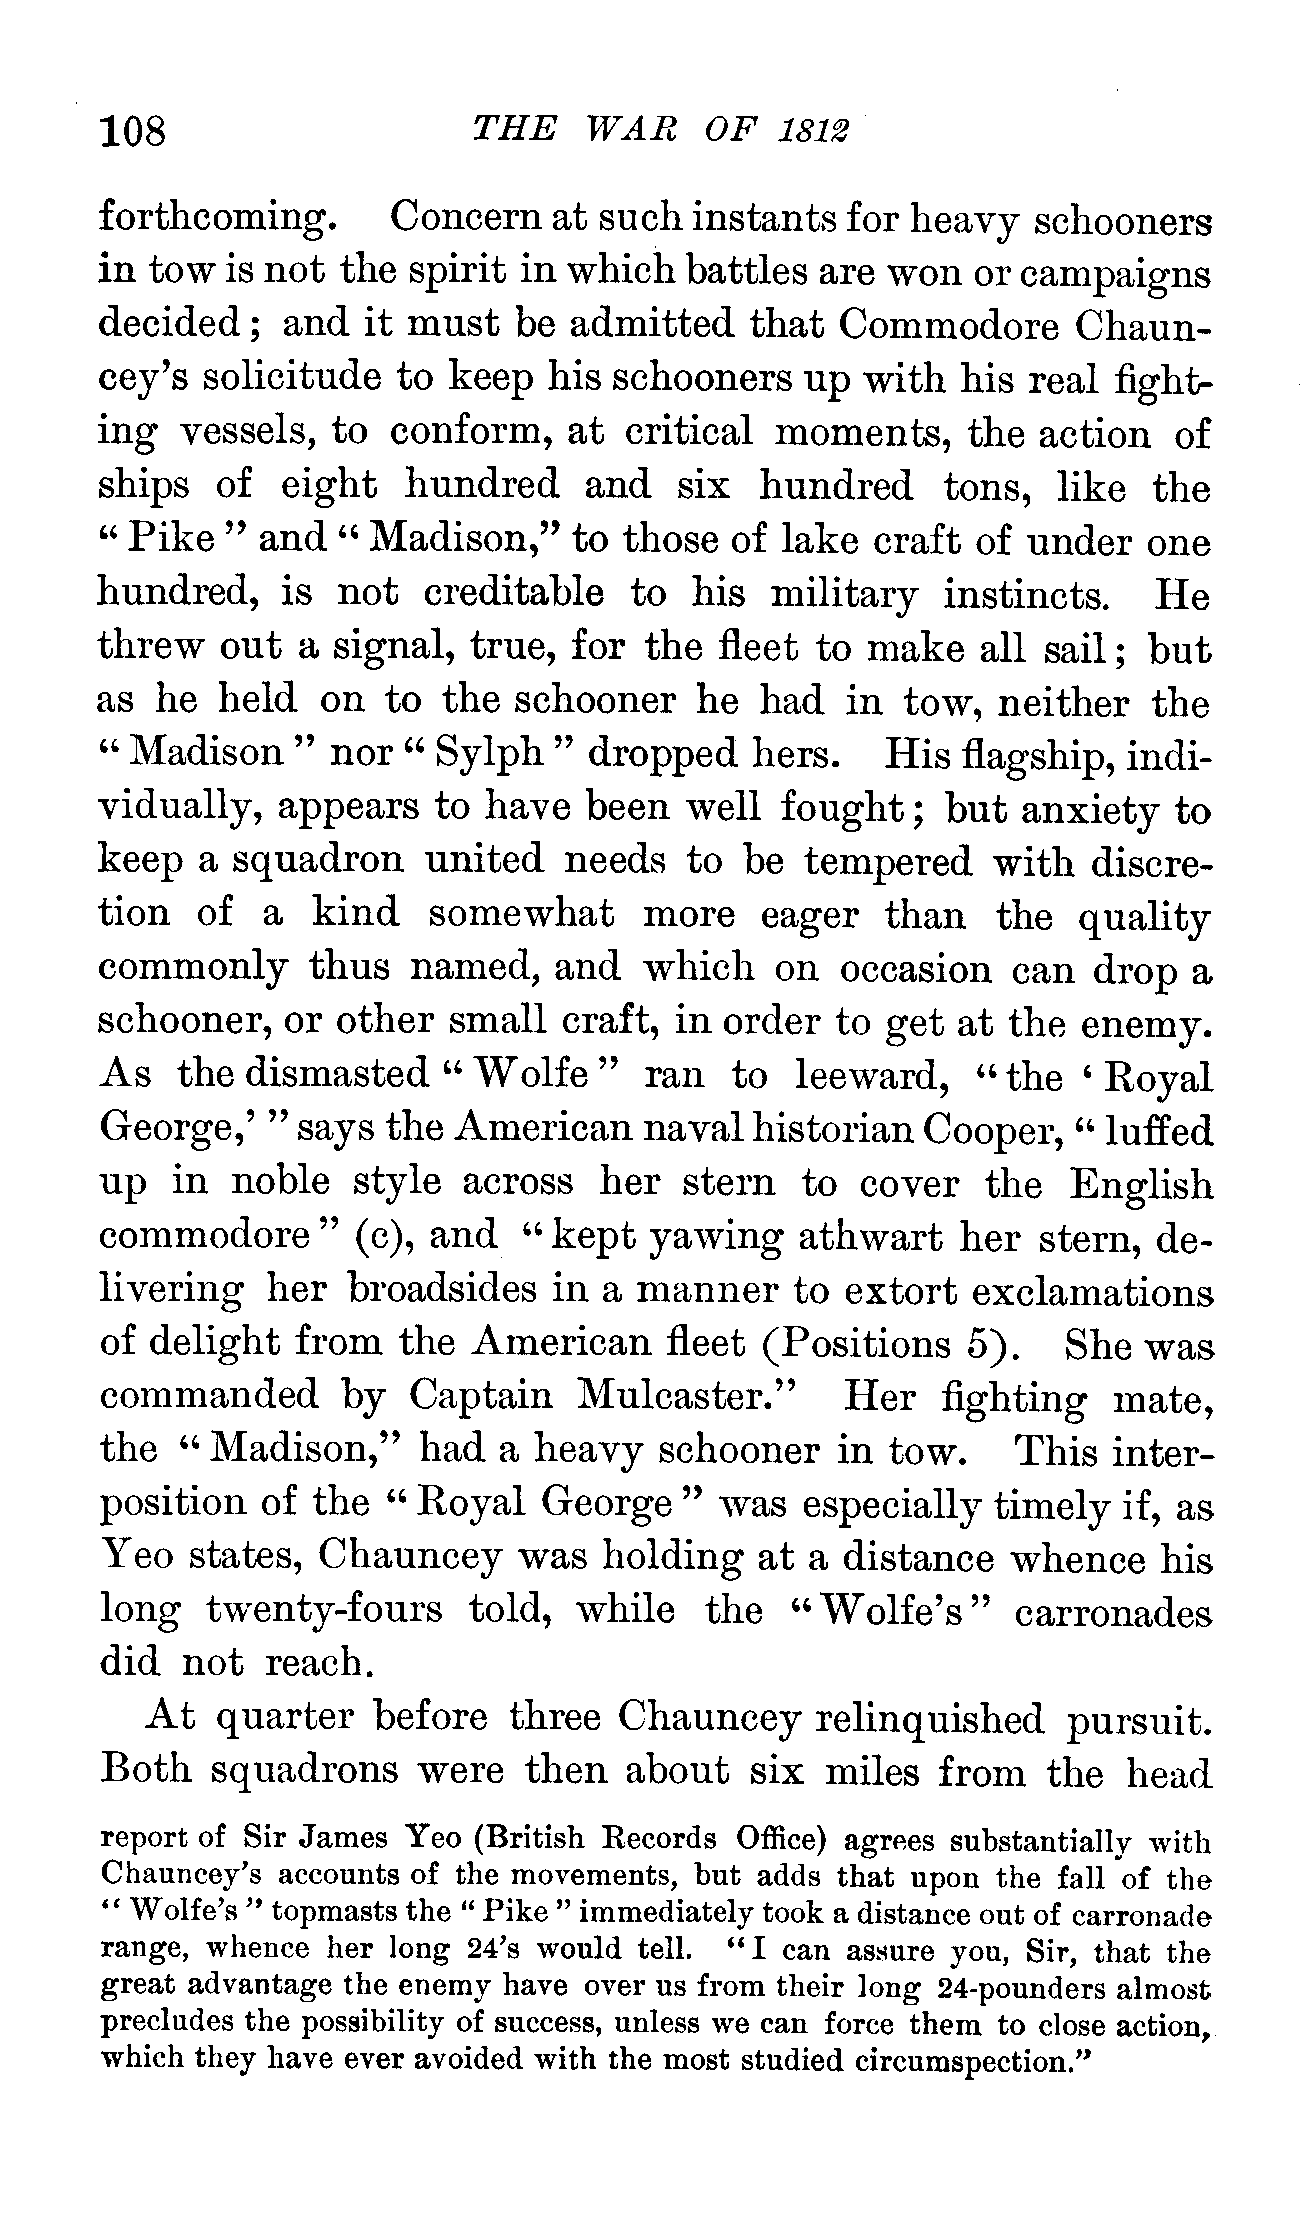 108 THE WAR OF 1812
forthcoming. Concern at such instants for heavy schooners
in tow is not the spirit in which battles are won or campaigns
decided; and it must be admitted that Commodore Chaun-
cey's solicitude to keep his schooners up with his real fight-
ing vessels, to conform, at critical moments, the action of
ships of eight hundred and six hundred tons, like the
"Pike" and "Madison," to those of lake craft of under one
hundred, is not creditable to his military instincts. He
threw out a signal, true, for the fleet to make all sail; but
as he held on to the schooner he had in tow, neither the
"Madison" nor "Sylph" dropped hers. His flagship, indi-
vidually, appears to have been well fought; but anxiety to
keep a squadron united needs to be tempered with discre-
tion of a kind somewhat more eager than the quality
commonly thus named, and which on occasion can drop a
schooner, or other small craft, in order to get at the enemy.
As the dismasted "Wolfe" ran to leeward, "the 'Royal
George,'" says the American naval historian Cooper, "luffed
up in noble style across her stern to cover the English
commodore" (c), and "kept yawing athwart her stern, de-
livering her broadsides in a manner to extort exclamations
of delight from the American fleet (Positions 5). She was
commanded by Captain Mulcaster." Her fighting mate,
the "Madison," had a heavy schooner in tow. This inter-
position of the "Royal George" was especially timely if, as
Yeo states, Chauncey was holding at a distance whence his
long twenty-fours told, while the "Wolfe's" carronades
did not reach.
At quarter before three Chauncey relinquished pursuit.
Both squadrons were then about six miles from the head
report of Sir James Yeo (British Records Office) agrees substantially with
Chauncey's accounts of the movements, but adds that upon the fall of the
"Wolfe's" topmasts the "Pike" immediately took a distance out of carronade
range, whence her long 24's would tell. "I can assure you, Sir, that the
great advantage the enemy have over us from their long 24-pounders almost
precludes the possibility of success, unless we can force them to close action,
which they have ever avoided with the most studied circumspection."